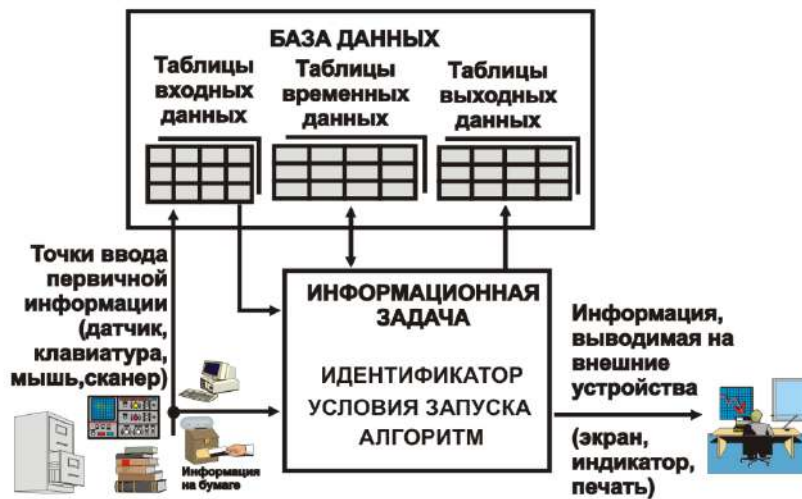 БАЗА ДАННЫХ
Таблицы
входных
данных
Таблицы
временных
данных
Таблицы
выходных
данных
Точки ввода
первичной
информации
(датчик,
клавиатура,
мышь,сканер)
Информация
на бумаге
ИНФОРМАЦИОННАЯ
ЗАДАЧА
ИДЕНТИФИКАТОР
УСЛОВИЯ ЗАПУСКА
АЛГОРИТМ
Информация,
выводимая на
внешние
устройства
(экран,
индикатор,
печать)